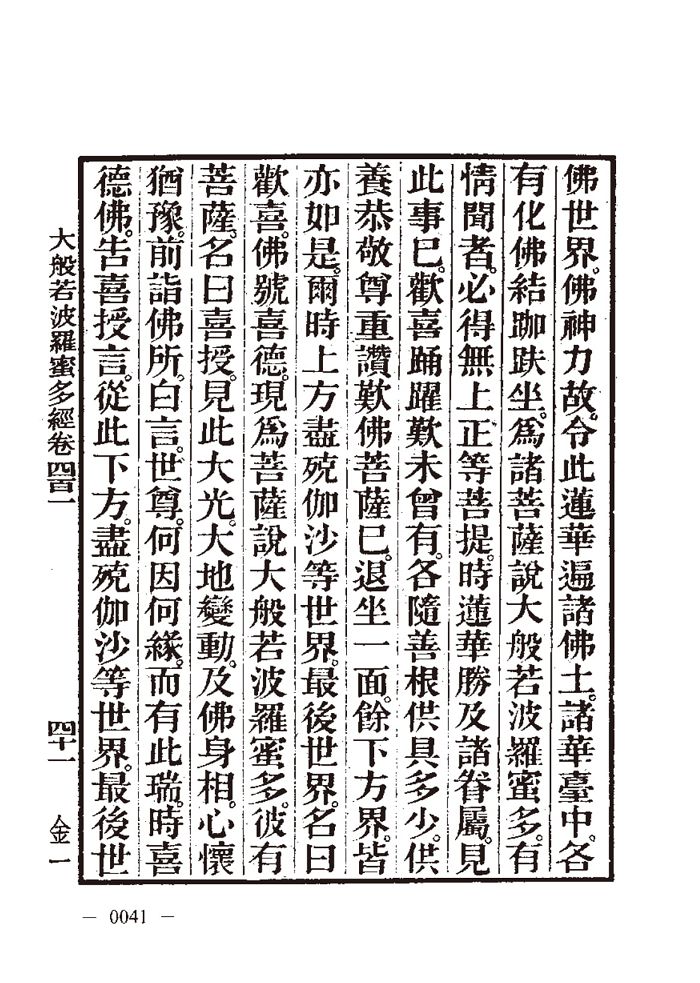 佛世界。佛神力故。令此蓮華遍諸佛土。諸華臺中。各
有化佛結跏趺坐。爲諸菩薩說大般若波羅蜜多。有
情聞者。必得無上正等菩提。時蓮華勝及諸眷屬。見
此事已。歡喜踊躍歎未曾有。各隨善根供具多少。供
養恭敬尊重讚歎佛菩薩已。退坐一面。餘下方界。皆
亦如是。爾時上方盡殑伽沙等世界。最後世界。名曰
歡喜。佛號喜德。現爲菩薩說大般若波羅蜜多。彼有
菩薩。名曰喜授。見此大光。大地變動。及佛身相。心懷
猶豫。前詣佛所。白言。世尊。何因何緣。而有此瑞。時喜
德佛。告喜授言。從此下方。盡殑伽沙等世界。最後世
大般若波羅蜜多經卷四百一 四十一 金一
— 0041 —